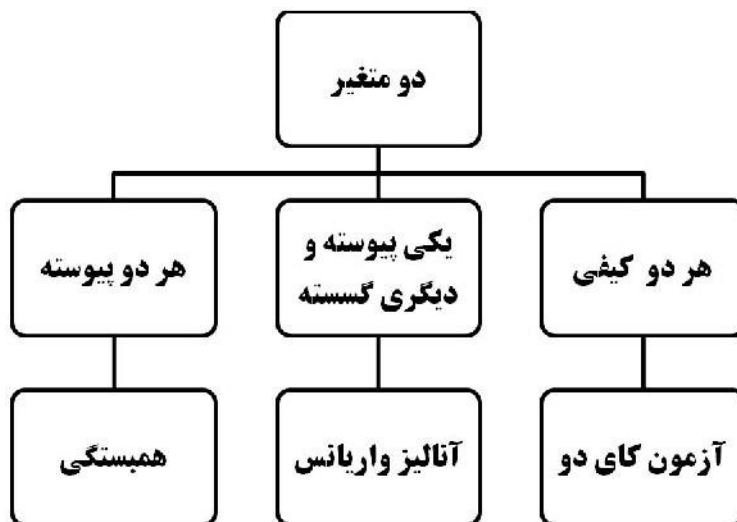 دو متغیر
هر دو کیفی
یکی پیوسته و
دیگری گسسته
هر دو پیوسته
آزمون کای دو
آنالیز واریانس
همبستگی